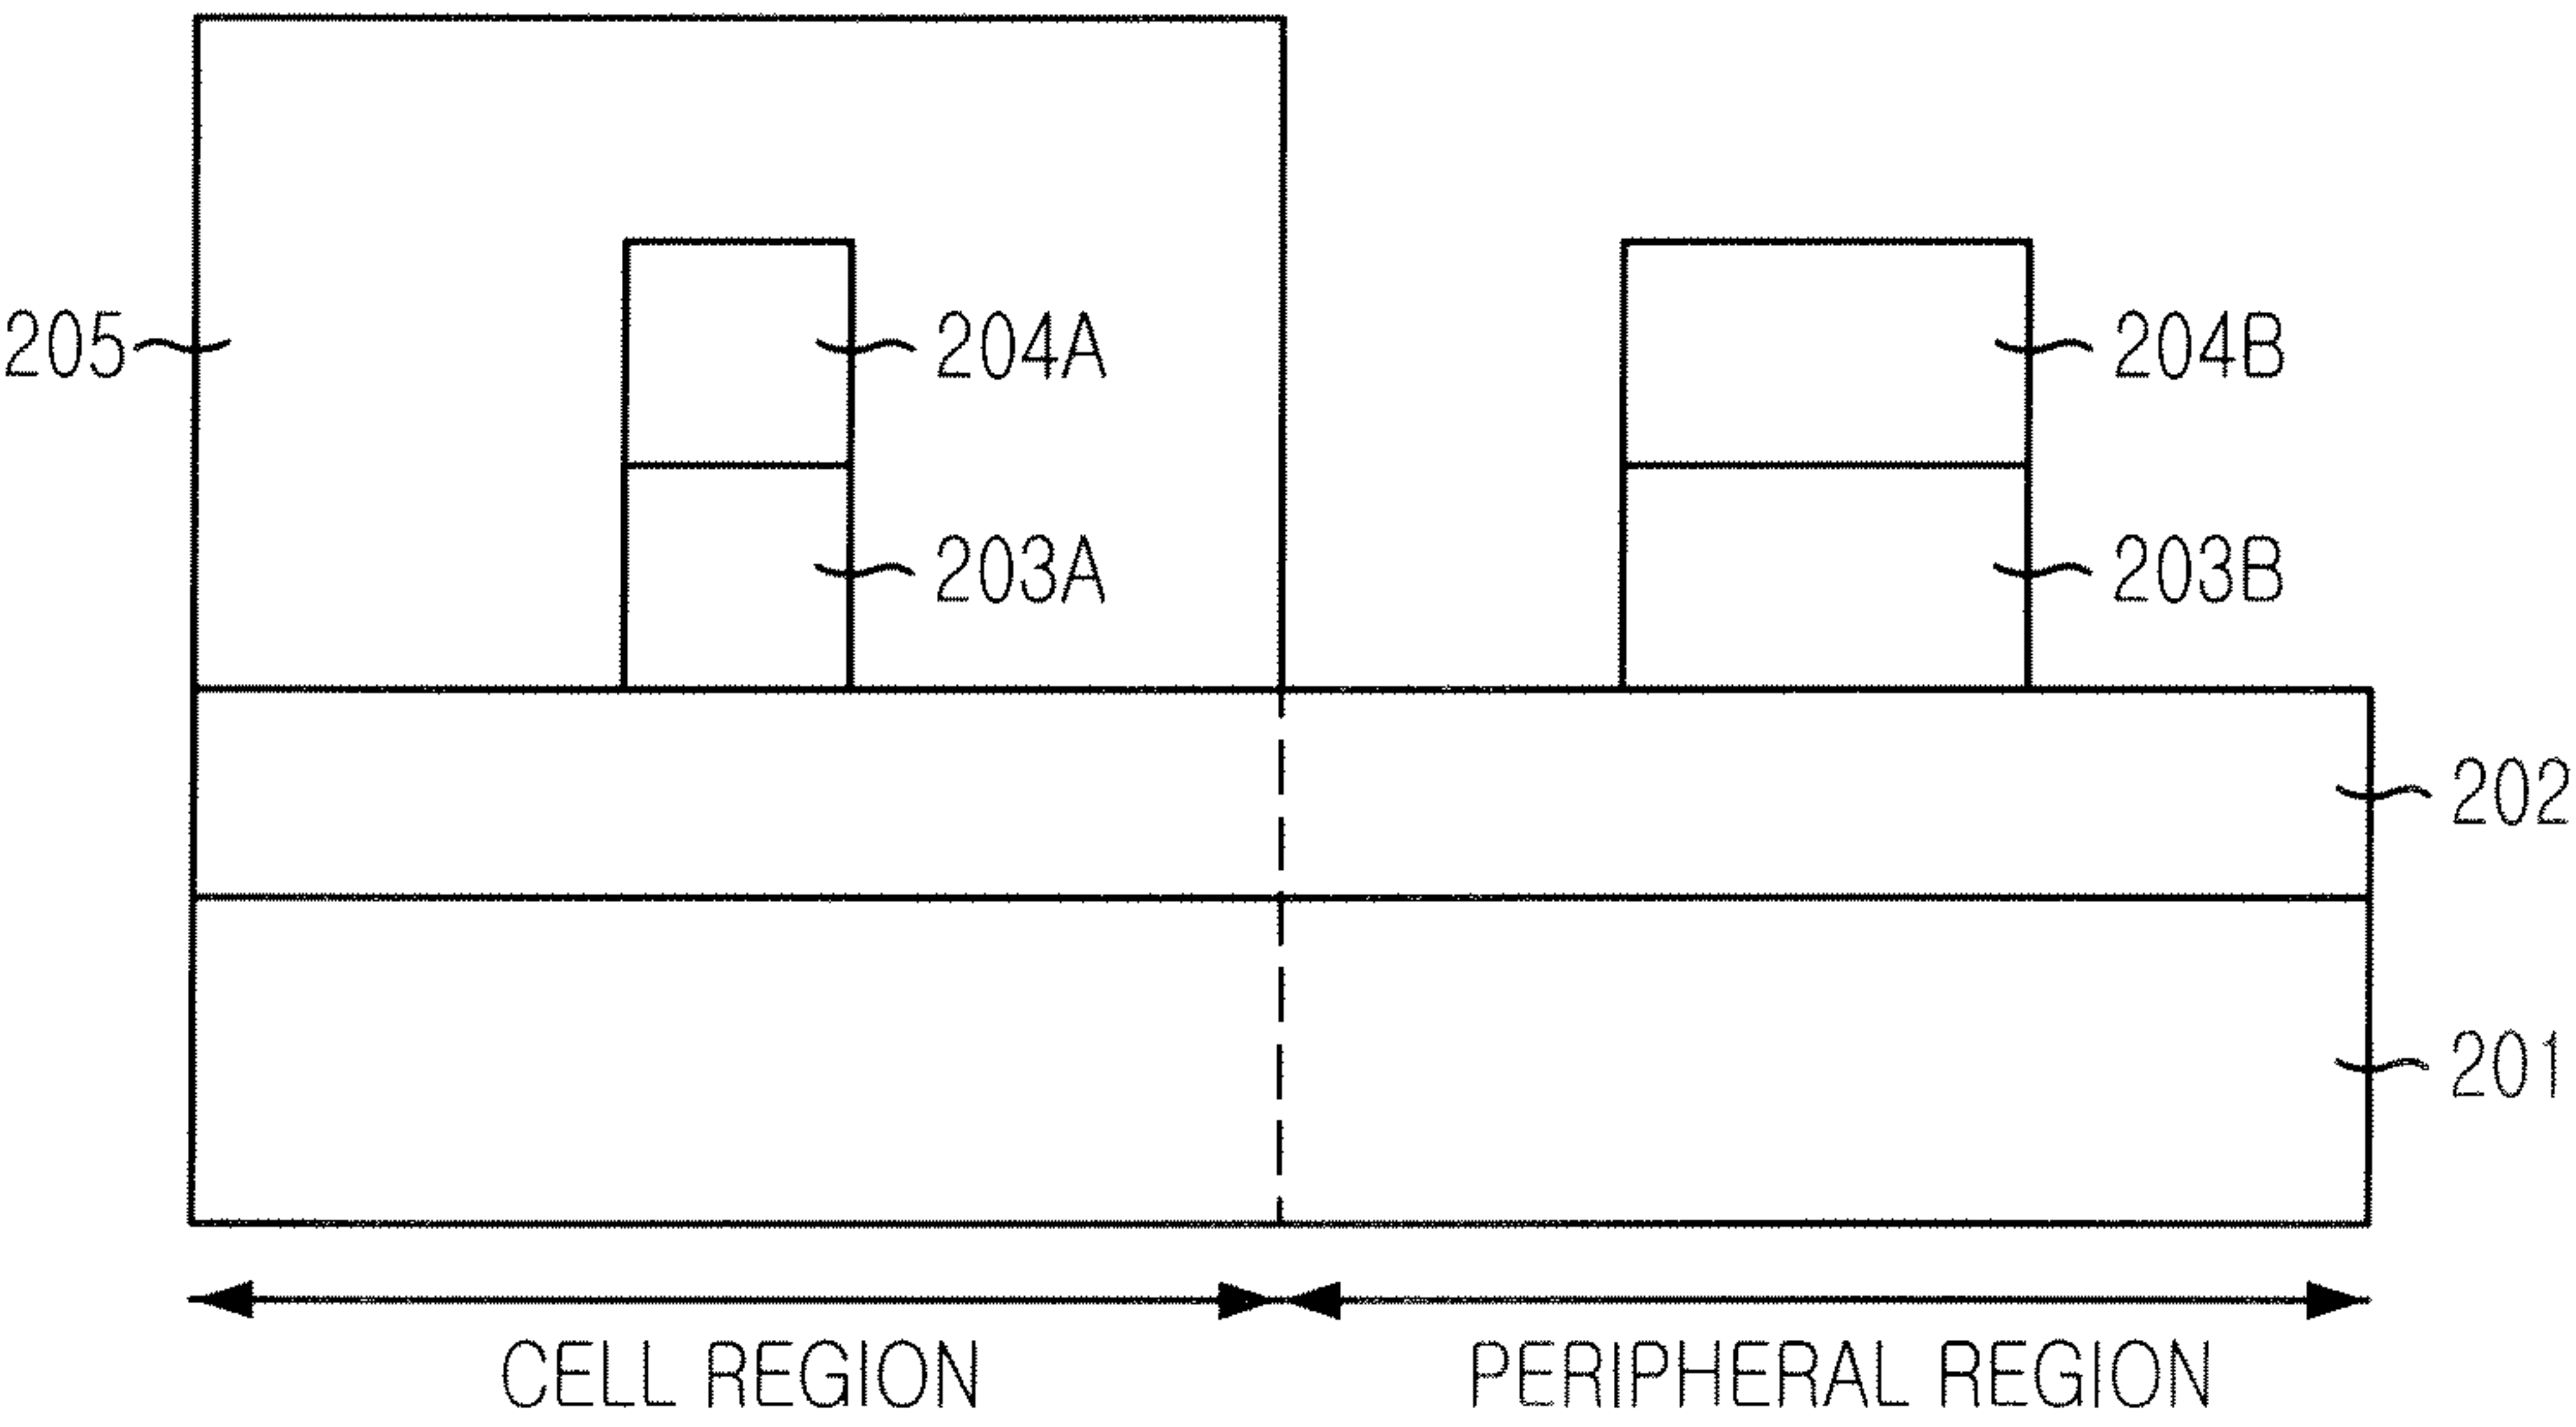 205
204A
204B
203A
203B
202
201
CELL REGION
PERIPHERAL REGION